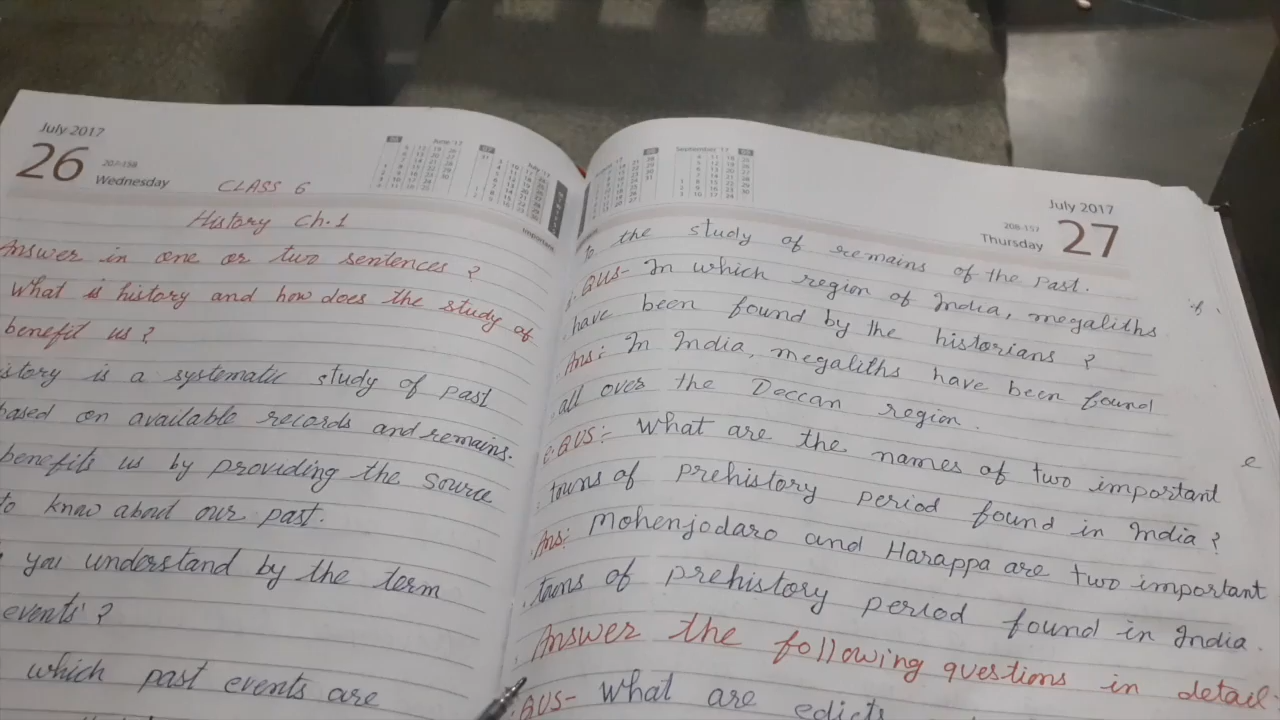 July 2017
26
207-158
Wednesday
CLASS 6
History Ch.1
Answer in one or two sentences ?
What is history and how does the study of
benefit us ?
istory is a systematic study of past
based on available records and remains.
benefits us by providing the source
to know about our past.
you understand by the term
events' ?
which past events are
July 2017
208-157
Thursday
27
to the study of remains of the Past.
QUS- In which region of India, megaliths
have been found by the historians ?
Ans: In India, megaliths have been found
all over the Deccan region.
e. QUS:- What are the names of two important
towns of prehistory period found in India ?
Ans: Mohenjodaro and Harappa are two important
towns of prehistory period found in India.
Answer the following questions in detail:
QUS- What are edicts